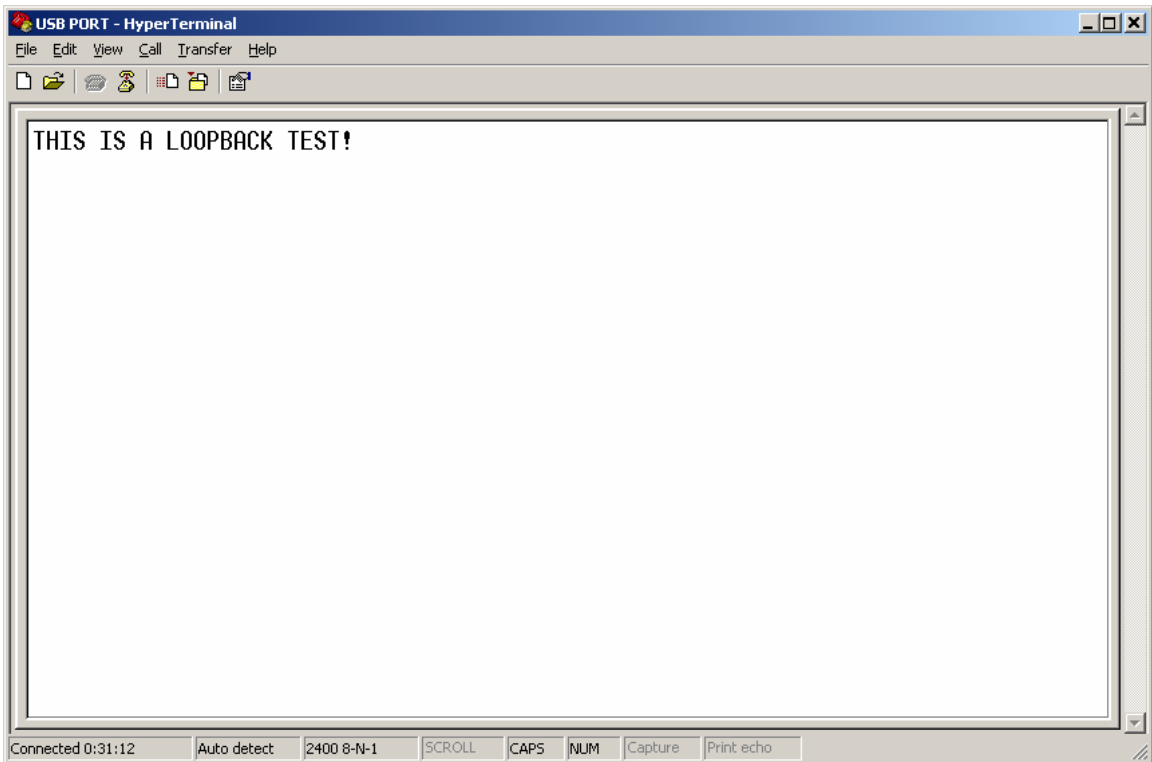 USB PORT - HyperTerminal
File Edit View Call Transfer Help
THIS IS A LOOPBACK TEST!
Connected 0:31:12 Auto detect 2400 8-N-1 SCROLL CAPS NUM Capture Print echo